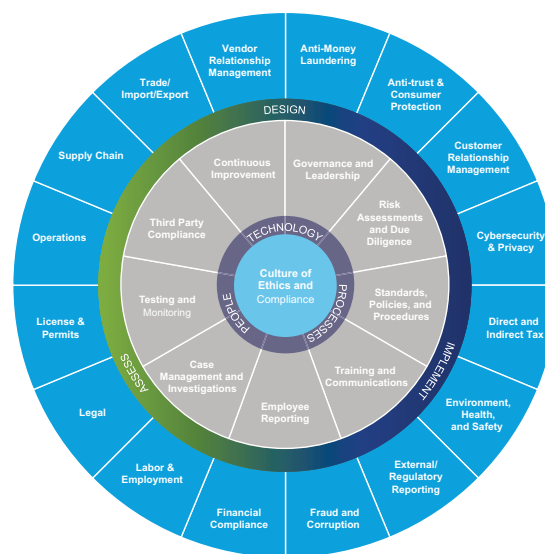 Anti-Money
Laundering
Anti-trust &
Consumer
Protection
Customer
Relationship
Management
Cybersecurity
& Privacy
Direct and
Indirect Tax
Environment,
Health,
and Safety
External/
Regulatory
Reporting
Fraud and
Corruption
Financial
Compliance
Labor &
Employment
Legal
License &
Permits
Operations
Supply Chain
Trade/
Import/Export
Vendor
Relationship
Management
DESIGN
IMPLEMENT
ASSESS
Governance and
Leadership
Risk
Assessments
and Due
Diligence
Standards,
Policies, and
Procedures
Training and
Communications
Employee
Reporting
Case
Management and
Investigations
Testing and
Monitoring
Third Party
Compliance
Continuous
Improvement
TECHNOLOGY
PROCESSES
PEOPLE
Culture of
Ethics and
Compliance